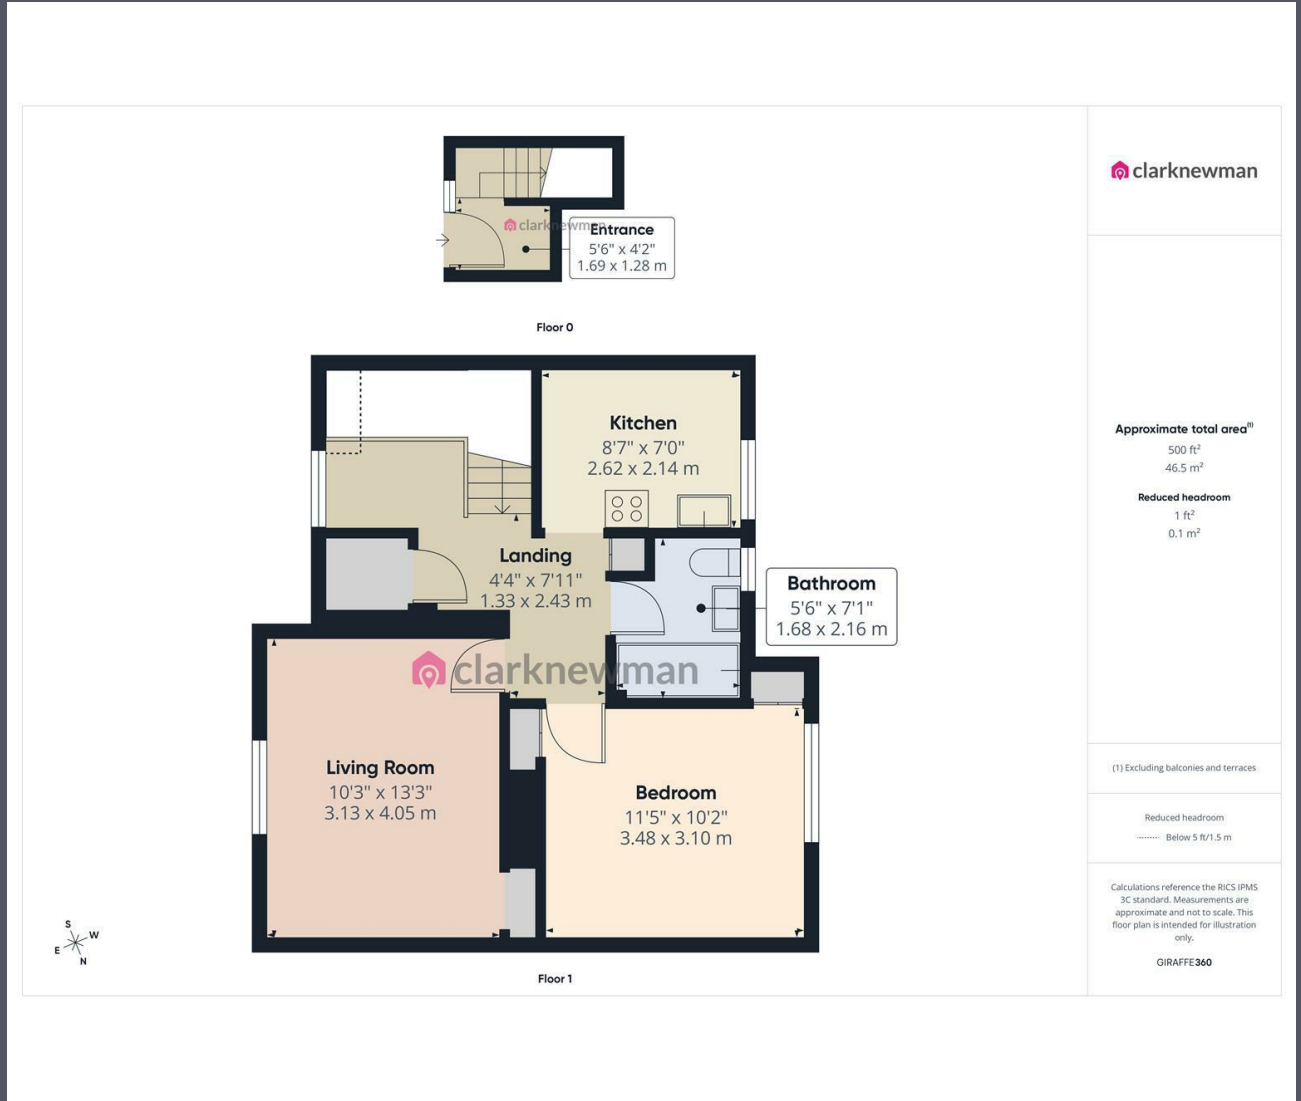 clarknewman
Entrance
5'6" x 4'2"
1.69 x 1.28 m
Floor 0
Kitchen
8'7" x 7'0"
2.62 x 2.14 m
Landing
4'4" x 7'11"
1.33 x 2.43 m
Bathroom
5'6" x 7'1"
1.68 x 2.16 m
clarknewman
Living Room
10'3" x 13'3"
3.13 x 4.05 m
Bedroom
11'5" x 10'2"
3.48 x 3.10 m
S
W
E
N
Floor 1
clarknewman
Approximate total area(1)
500 ft²
46.5 m²
Reduced headroom
1 ft²
0.1 m²
(1) Excluding balconies and terraces
Reduced headroom
Below 5 ft/1.5 m
Calculations reference the RICS IPMS
3C standard. Measurements are
approximate and not to scale. This
floor plan is intended for illustration
only.
GIRAFFE360